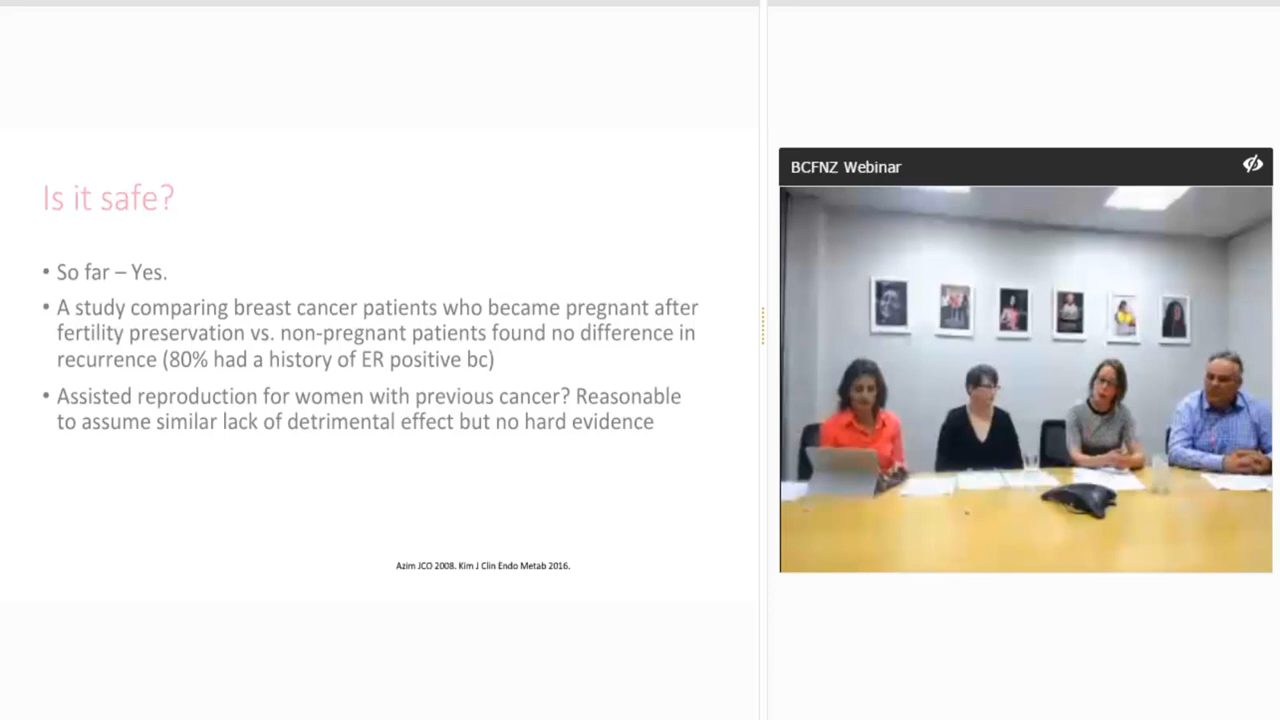 Is it safe?
• So far – Yes.
• A study comparing breast cancer patients who became pregnant after
fertility preservation vs. non-pregnant patients found no difference in
recurrence (80% had a history of ER positive bc)
• Assisted reproduction for women with previous cancer? Reasonable
to assume similar lack of detrimental effect but no hard evidence
Azim JCO 2008. Kim J Clin Endo Metab 2016.
BCFNZ Webinar